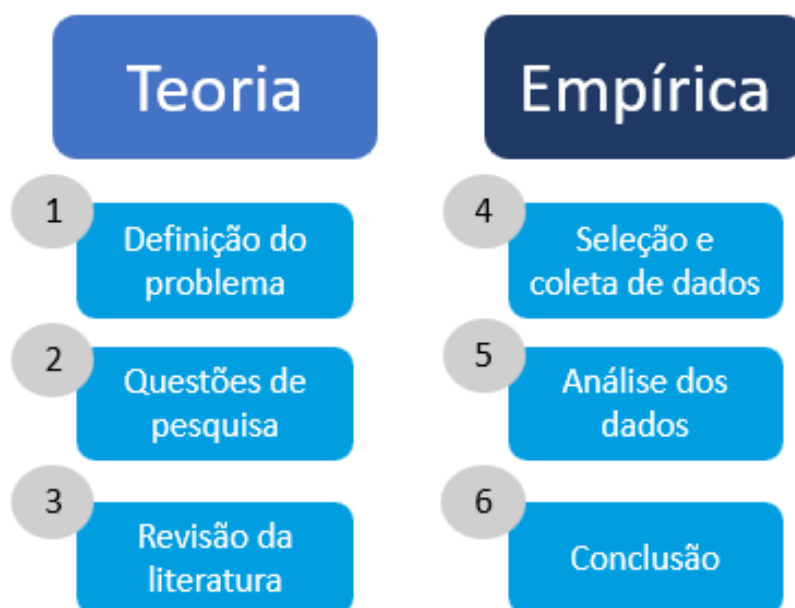 Teoria
1
Definição do
problema
2
Questões de
pesquisa
3
Revisão da
literatura
Empírica
4
Seleção e
coleta de dados
5
Análise dos
dados
6
Conclusão